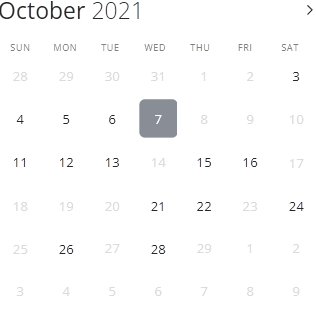 October 2021 >
SUN MON TUE WED THU FRI SAT
28 29 30 31 1 2 3
4 5 6 7 8 9 10
11 12 13 14 15 16 17
18 19 20 21 22 23 24
25 26 27 28 29 1 2
3 4 5 6 7 8 9